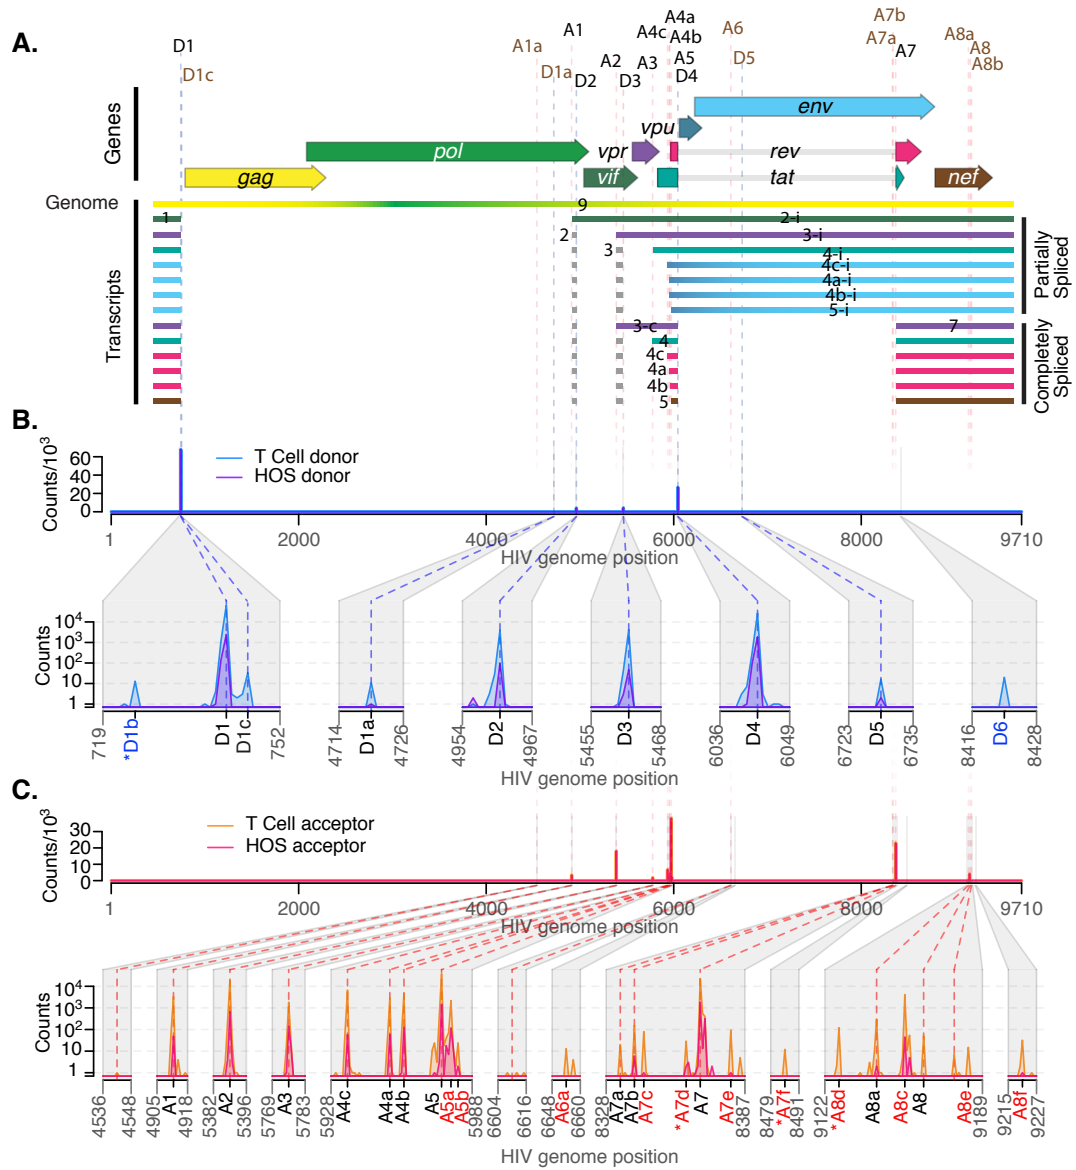 A.
D1
D1c
A1a
D1a
A1
D2
A2
D3
A4c
A3
A4a
A4b
A5
D4
A6
D5
A7b
A7a
A7
A8a
A8
A8b
Genes
env
vpu
pol
vpr
rev
gag
vif
tat
nef
Genome
9
Transcripts
1
2-i
2
3-i
3
4-i
4c-i
4a-i
4b-i
5-i
3-c
7
4
4c
4a
4b
5
Partially
Spliced
Completely
Spliced
B.
Counts/10³
60
40
20
0
T Cell donor
HOS donor
1
2000
4000
6000
8000
9710
HIV genome position
Counts
10⁴
10³
10²
10
1
719
*D1b
D1
D1c
752
4714
D1a
4726
4954
D2
4967
5455
D3
5468
6036
D4
6049
6723
D5
6735
8416
D6
8428
HIV genome position
C.
Counts/10³
30
20
10
0
T Cell acceptor
HOS acceptor
1
2000
4000
6000
8000
9710
HIV genome position
Counts
10⁴
10³
10²
10
1
4536
4548
4905
A1
4918
5382
A2
5396
5769
A3
5783
5928
A4c
A4a
A4b
A5
A5a
A5b
5988
6604
6616
6648
A6a
6660
8328
A7a
A7b
A7c
*A7d
A7
A7e
8387
8479
*A7f
8491
9122
*A8d
A8a
A8c
A8
A8e
9189
9215
A8f
9227
HIV genome position